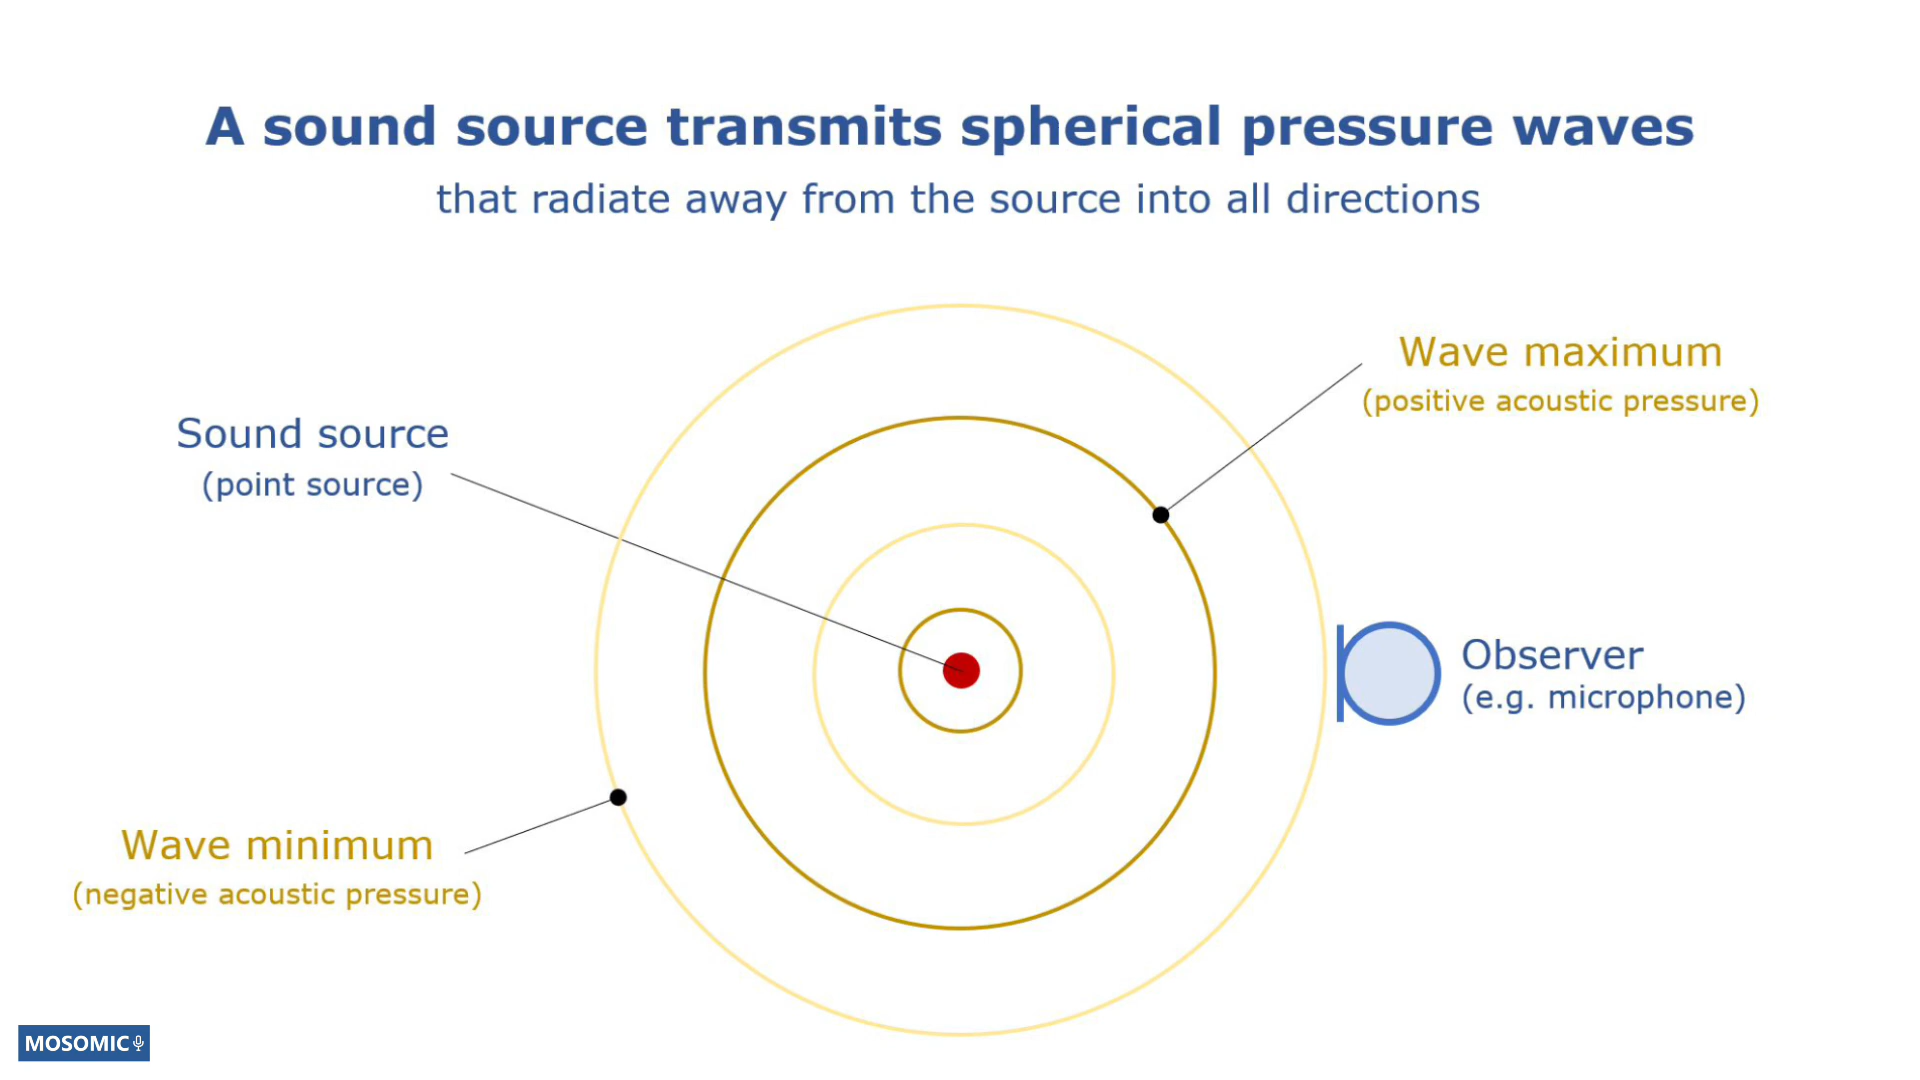 A sound source transmits spherical pressure waves
that radiate away from the source into all directions
Wave maximum
(positive acoustic pressure)
Sound source
(point source)
Observer
(e.g. microphone)
Wave minimum
(negative acoustic pressure)
MOSOMIC